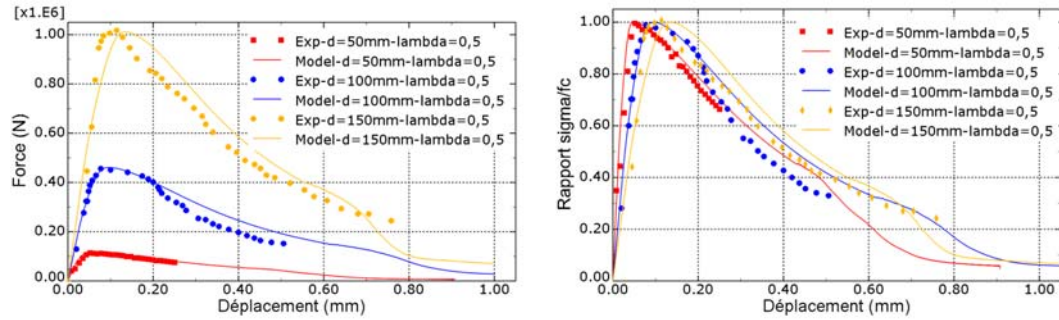 [x1.E6]
1.00
0.80
0.60
0.40
0.20
0.00
Force (N)
Exp-d=50mm-lambda=0,5
Model-d=50mm-lambda=0,5
Exp-d=100mm-lambda=0,5
Model-d=100mm-lambda=0,5
Exp-d=150mm-lambda=0,5
Model-d=150mm-lambda=0,5
0.00 0.20 0.40 0.60 0.80 1.00
Déplacement (mm)
1.00
0.80
0.60
0.40
0.20
0.00
Rapport sigma/fc
Exp-d=50mm-lambda=0,5
Model-d=50mm-lambda=0,5
Exp-d=100mm-lambda=0,5
Model-d=100mm-lambda=0,5
Exp-d=150mm-lambda=0,5
Model-d=150mm-lambda=0,5
0.00 0.20 0.40 0.60 0.80 1.00
Déplacement (mm)